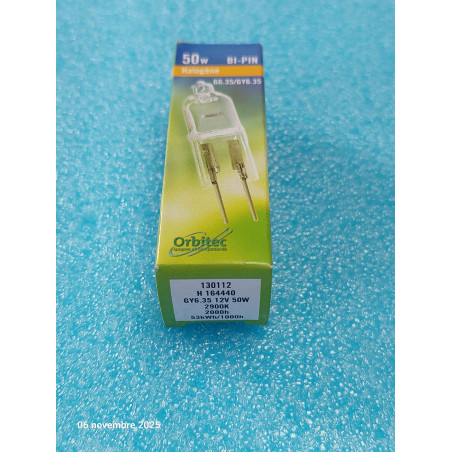 50w BI-PIN
Halogène
G6.35/GY6.35
Orbitec
130112
H 164440
GY6.35 12V 50W
2900K
2000h
53kWh/1000h
06 novembre 2025